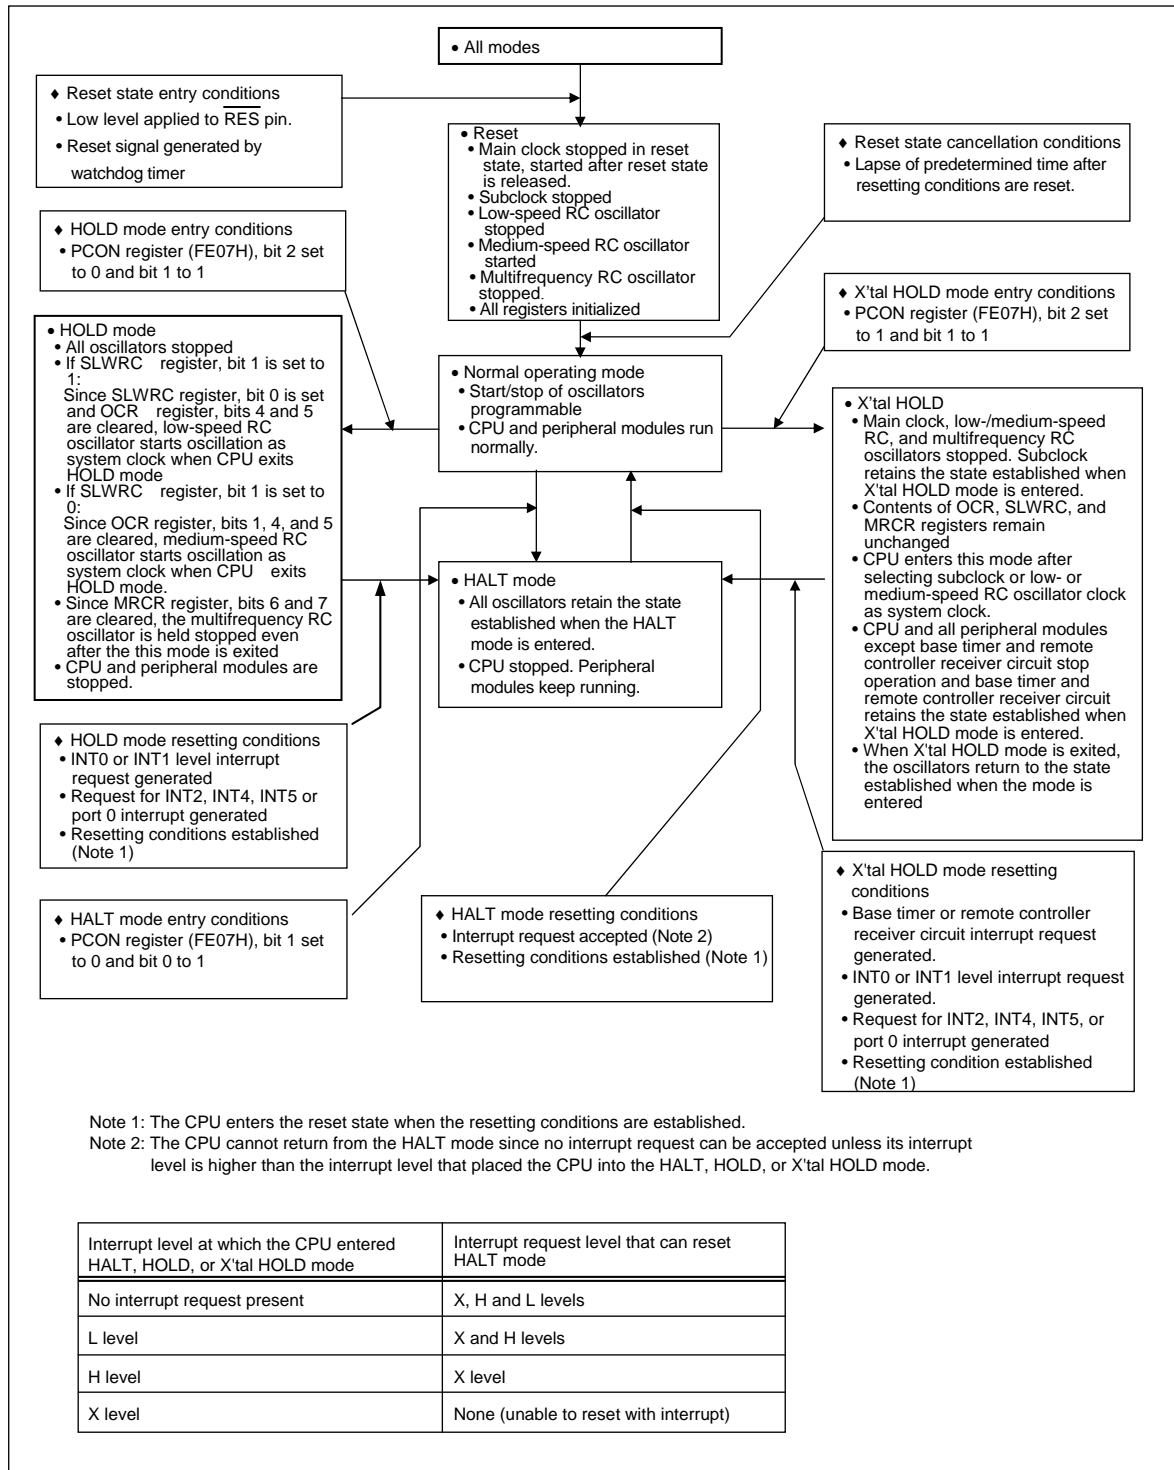 • All modes
♦ Reset state entry conditions
• Low level applied to RES pin.
• Reset signal generated by
watchdog timer
• Reset
• Main clock stopped in reset
state, started after reset state
is released.
• Subclock stopped
• Low-speed RC oscillator
stopped
• Medium-speed RC oscillator
started
• Multifrequency RC oscillator
stopped.
• All registers initialized
♦ Reset state cancellation conditions
• Lapse of predetermined time after
resetting conditions are reset.
♦ HOLD mode entry conditions
• PCON register (FE07H), bit 2 set
to 0 and bit 1 to 1
♦ X'tal HOLD mode entry conditions
• PCON register (FE07H), bit 2 set
to 1 and bit 1 to 1
• HOLD mode
• All oscillators stopped
• If SLWRC register, bit 1 is set to
1:
Since SLWRC register, bit 0 is set
and OCR register, bits 4 and 5
are cleared, low-speed RC
oscillator starts oscillation as
system clock when CPU exits
HOLD mode
• If SLWRC register, bit 1 is set to
0:
Since OCR register, bits 1, 4, and 5
are cleared, medium-speed RC
oscillator starts oscillation as
system clock when CPU exits
HOLD mode.
• Since MRCR register, bits 6 and 7
are cleared, the multifrequency RC
oscillator is held stopped even
after the this mode is exited
• CPU and peripheral modules are
stopped.
• Normal operating mode
• Start/stop of oscillators
programmable
• CPU and peripheral modules run
normally.
• X'tal HOLD
• Main clock, low-/medium-speed
RC, and multifrequency RC
oscillators stopped. Subclock
retains the state established when
X'tal HOLD mode is entered.
• Contents of OCR, SLWRC, and
MRCR registers remain
unchanged
• CPU enters this mode after
selecting subclock or low- or
medium-speed RC oscillator clock
as system clock.
• CPU and all peripheral modules
except base timer and remote
controller receiver circuit stop
operation and base timer and
remote controller receiver circuit
retains the state established when
X'tal HOLD mode is entered.
• When X'tal HOLD mode is exited,
the oscillators return to the state
established when the mode is
entered
• HALT mode
• All oscillators retain the state
established when the HALT
mode is entered.
• CPU stopped. Peripheral
modules keep running.
♦ HOLD mode resetting conditions
• INT0 or INT1 level interrupt
request generated
• Request for INT2, INT4, INT5 or
port 0 interrupt generated
• Resetting conditions established
(Note 1)
♦ HALT mode entry conditions
• PCON register (FE07H), bit 1 set
to 0 and bit 0 to 1
♦ HALT mode resetting conditions
• Interrupt request accepted (Note 2)
• Resetting conditions established (Note 1)
♦ X'tal HOLD mode resetting
conditions
• Base timer or remote controller
receiver circuit interrupt request
generated.
• INT0 or INT1 level interrupt request
generated.
• Request for INT2, INT4, INT5, or
port 0 interrupt generated
• Resetting condition established
(Note 1)
Note 1: The CPU enters the reset state when the resetting conditions are established.
Note 2: The CPU cannot return from the HALT mode since no interrupt request can be accepted unless its interrupt
level is higher than the interrupt level that placed the CPU into the HALT, HOLD, or X'tal HOLD mode.
Interrupt level at which the CPU entered
HALT, HOLD, or X'tal HOLD mode
Interrupt request level that can reset
HALT mode
No interrupt request present
X, H and L levels
L level
X and H levels
H level
X level
X level
None (unable to reset with interrupt)